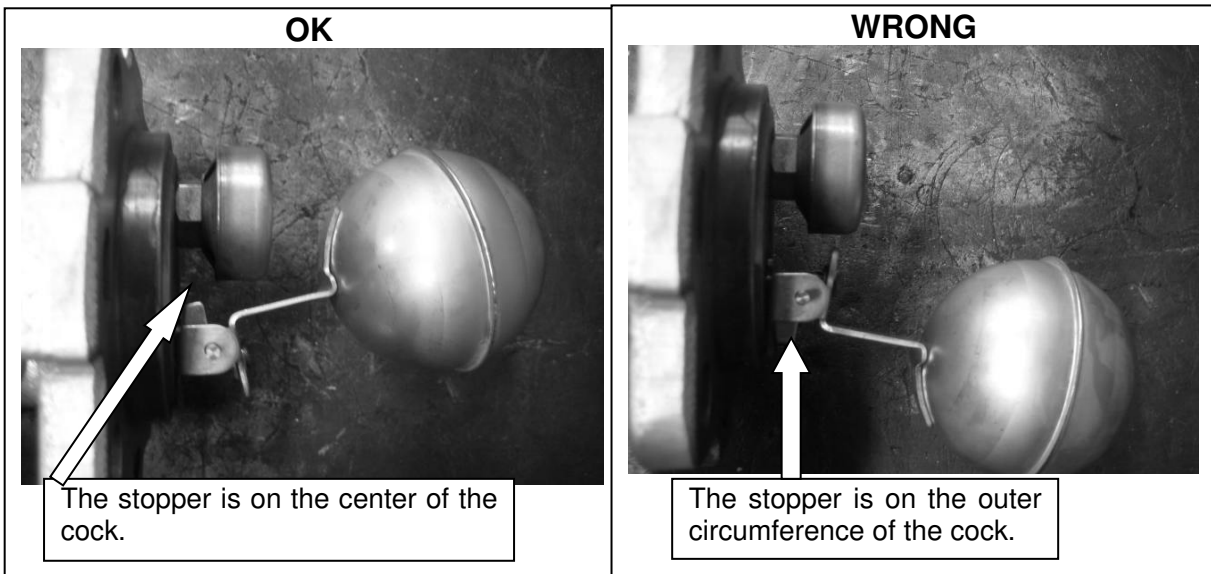 OK
The stopper is on the center of the
cock.
WRONG
The stopper is on the outer
circumference of the cock.